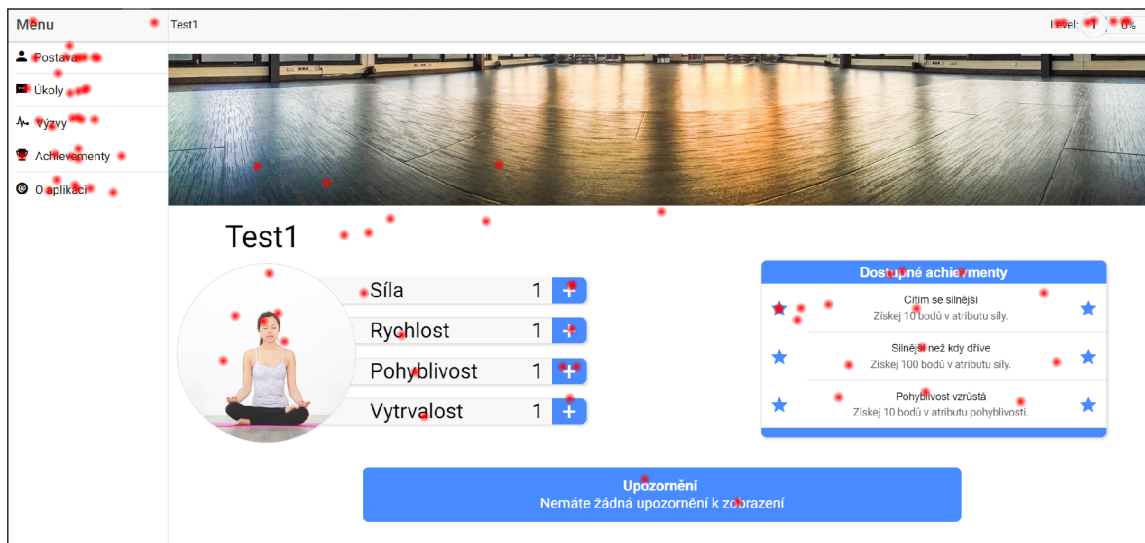 Menu
Test1
Level: 1 0%
Postava
Úkoly
Výzvy
Achievementy
O aplikaci
Test1
Síla 1 +
Rychlost 1 +
Pohyblivost 1 +
Vytrvalost 1 +
Dostupné achievmenty
Cítím se silnější
Získej 10 bodů v atributu síly.
Silnější než kdy dříve
Získej 100 bodů v atributu síly.
Pohyblivost vzrůstá
Získej 10 bodů v atributu pohyblivosti.
Upozornění
Nemáte žádná upozornění k zobrazení